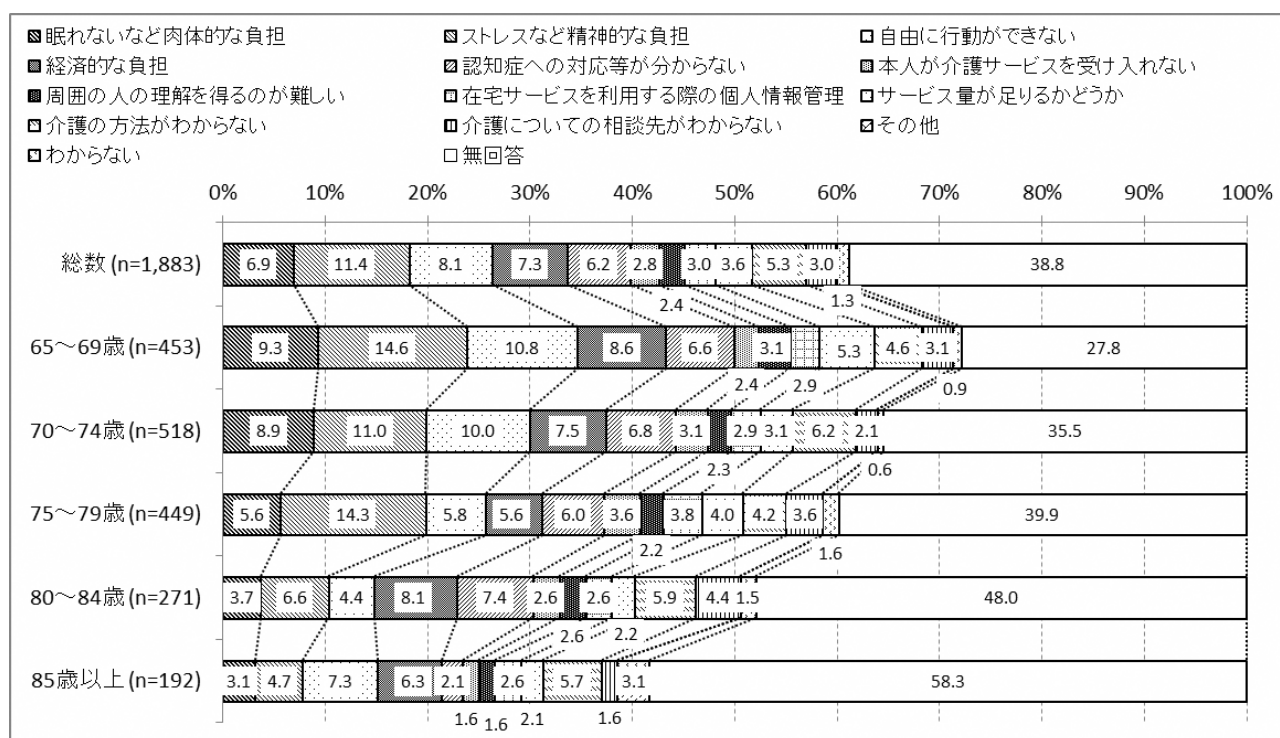 眠れないなど肉体的な負担 ストレスなど精神的な負担 自由に行動ができない
経済的な負担 認知症への対応等が分からない 本人が介護サービスを受け入れない
周囲の人の理解を得るのが難しい 在宅サービスを利用する際の個人情報管理 サービス量が足りるかどうか
介護の方法がわからない 介護についての相談先がわからない その他
わからない 無回答
0% 10% 20% 30% 40% 50% 60% 70% 80% 90% 100%
総数 (n=1,883) 6.9 11.4 8.1 7.3 6.2 2.8 3.0 3.6 5.3 3.0 38.8
2.4 1.3
65～69歳 (n=453) 9.3 14.6 10.8 8.6 6.6 3.1 5.3 4.6 3.1 27.8
2.4 2.9 0.9
70～74歳 (n=518) 8.9 11.0 10.0 7.5 6.8 3.1 2.9 3.1 6.2 2.1 35.5
2.3 0.6
75～79歳 (n=449) 5.6 14.3 5.8 5.6 6.0 3.6 3.8 4.0 4.2 3.6 39.9
2.2 1.6
80～84歳 (n=271) 3.7 6.6 4.4 8.1 7.4 2.6 2.6 5.9 4.4 1.5 48.0
2.6 2.2
85歳以上 (n=192) 3.1 4.7 7.3 6.3 2.1 2.6 5.7 3.1 58.3
1.6 1.6 2.1 1.6